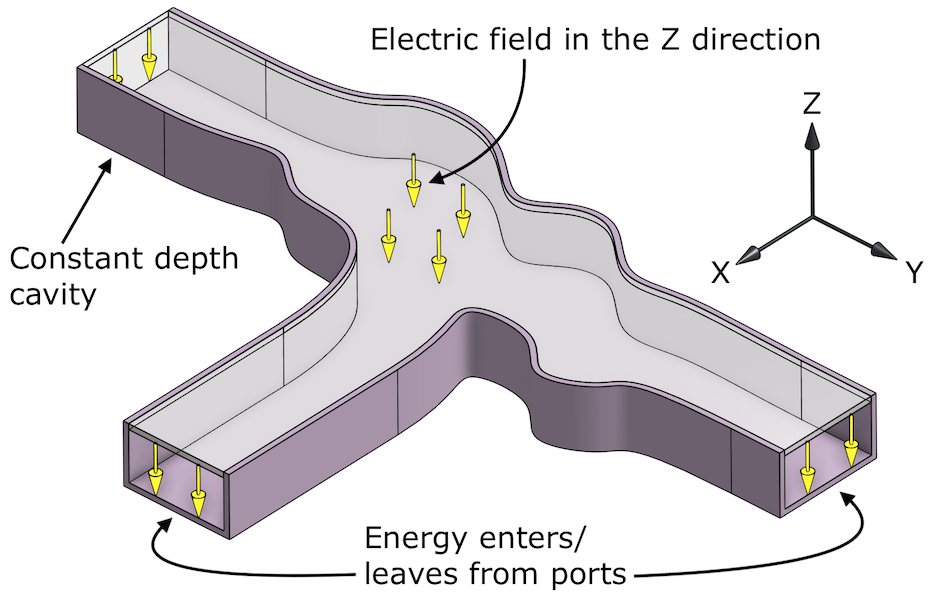 Electric field in the Z direction
Z
X
Y
Constant depth
cavity
Energy enters/
leaves from ports